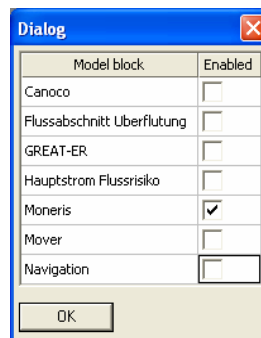 Dialog
Model block Enabled
Canoco
Flussabschnitt Uberflutung
GREAT-ER
Hauptstrom Flussrisiko
Moneris
Mover
Navigation
OK